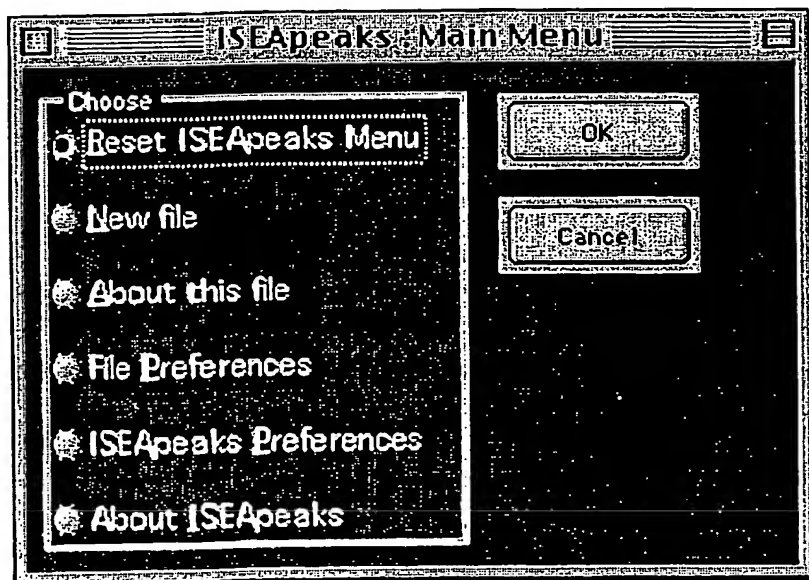 ISEApeaks : Main Menu
Choose
Reset ISEApeaks Menu
OK
New file
Cancel
About this file
File Preferences
ISEApeaks Preferences
About ISEApeaks